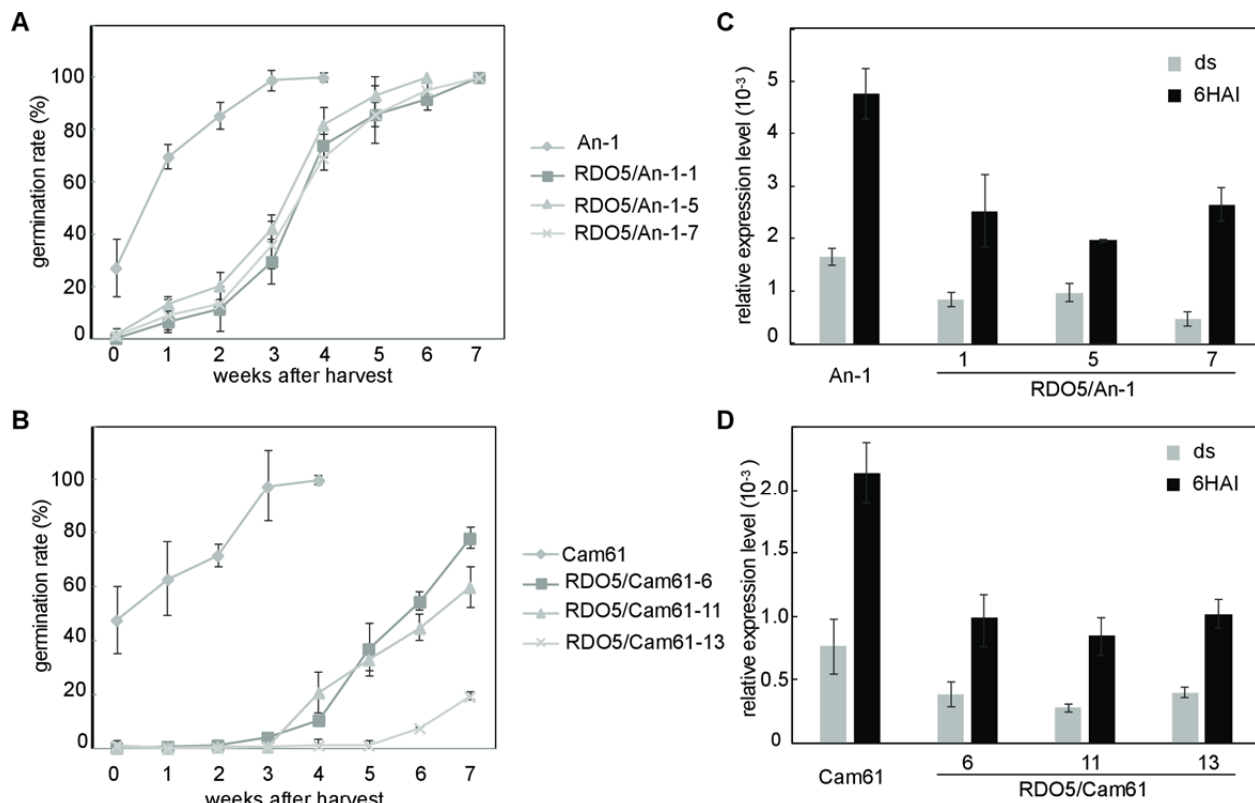 A
germination rate (%)
100
80
60
40
20
0
0 1 2 3 4 5 6 7
weeks after harvest
An-1
RDO5/An-1-1
RDO5/An-1-5
RDO5/An-1-7
C
relative expression level (10⁻³)
5
4
3
2
1
0
ds
6HAI
An-1
1 5 7
RDO5/An-1
B
germination rate (%)
100
80
60
40
20
0
0 1 2 3 4 5 6 7
weeks after harvest
Cam61
RDO5/Cam61-6
RDO5/Cam61-11
RDO5/Cam61-13
D
relative expression level (10⁻³)
2.0
1.5
1.0
0.5
0
ds
6HAI
Cam61
6 11 13
RDO5/Cam61